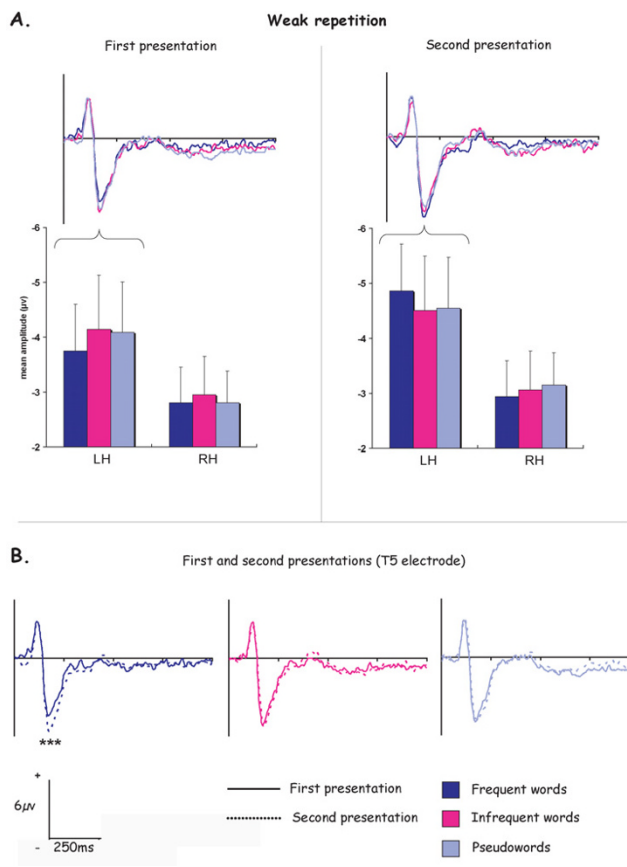 A.
Weak repetition
First presentation
Second presentation
-6
-5
-4
-3
-2
mean amplitude (µv)
LH
RH
-6
-5
-4
-3
-2
LH
RH
B.
First and second presentations (T5 electrode)
***
+
6µv
-
250ms
First presentation
Second presentation
Frequent words
Infrequent words
Pseudowords